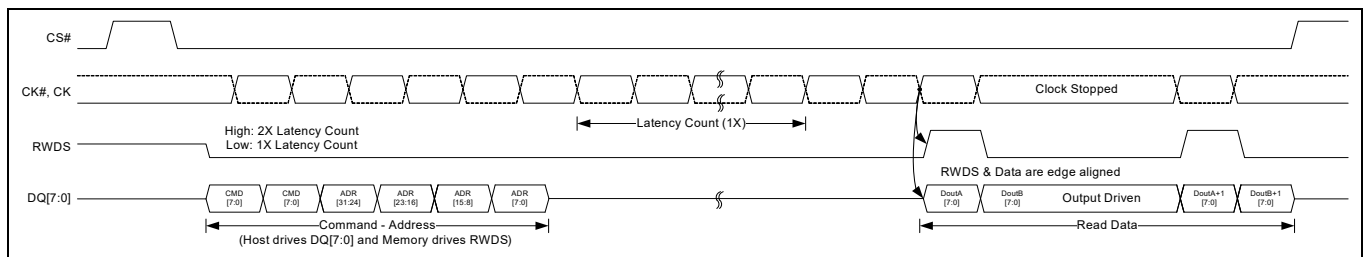 CS#
CK#, CK
Clock Stopped
Latency Count (1X)
High: 2X Latency Count
Low: 1X Latency Count
RWDS
RWDS & Data are edge aligned
DQ[7:0]
CMD
[7:0]
CMD
[7:0]
ADR
[31:24]
ADR
[23:16]
ADR
[15:8]
ADR
[7:0]
DoutA
[7:0]
DoutB
[7:0]
Output Driven
DoutA+1
[7:0]
DoutB+1
[7:0]
Command - Address
(Host drives DQ[7:0] and Memory drives RWDS)
Read Data